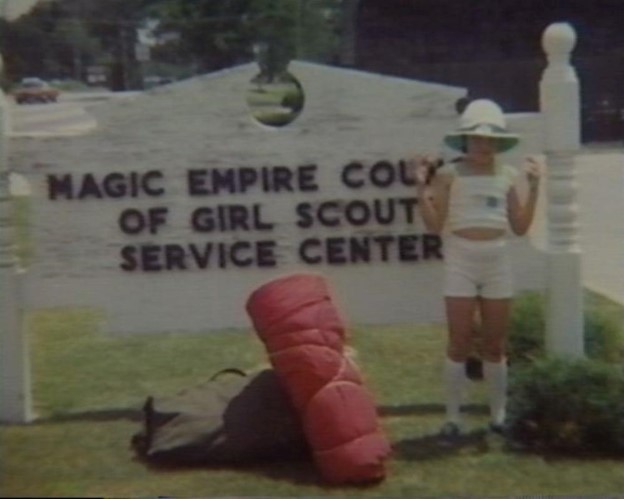 MAGIC EMPIRE COU
OF GIRL SCOUT
SERVICE CENTER